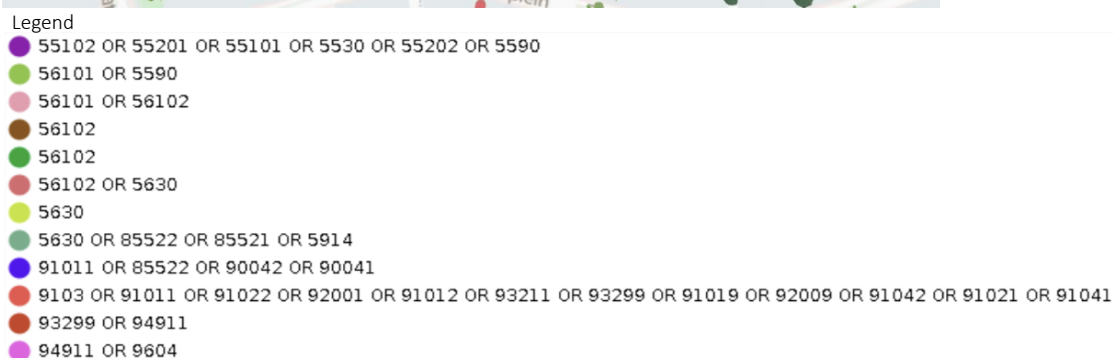 plein
Legend
55102 OR 55201 OR 55101 OR 5530 OR 55202 OR 5590
56101 OR 5590
56101 OR 56102
56102
56102
56102 OR 5630
5630
5630 OR 85522 OR 85521 OR 5914
91011 OR 85522 OR 90042 OR 90041
9103 OR 91011 OR 91022 OR 92001 OR 91012 OR 93211 OR 93299 OR 91019 OR 92009 OR 91042 OR 91021 OR 91041
93299 OR 94911
94911 OR 9604